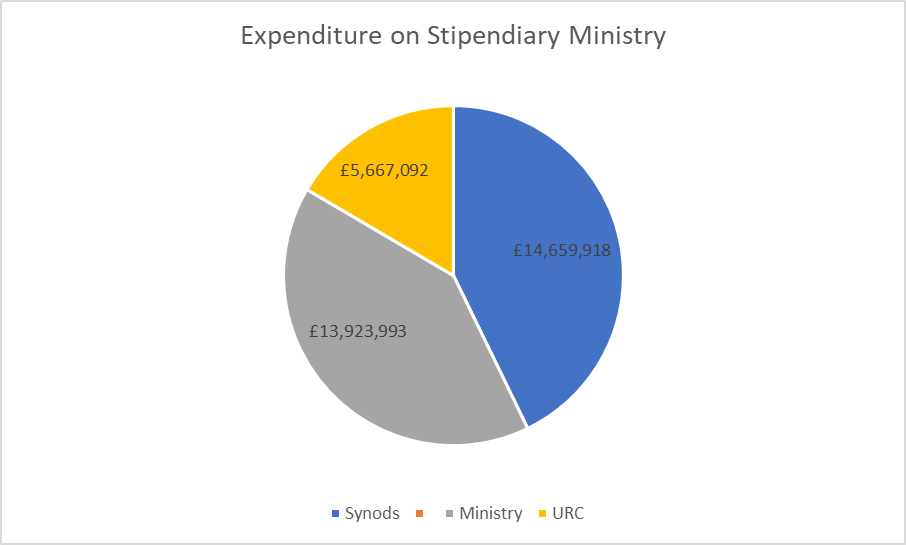 Expenditure on Stipendiary Ministry
£5,667,092
£14,659,918
£13,923,993
Synods Ministry URC